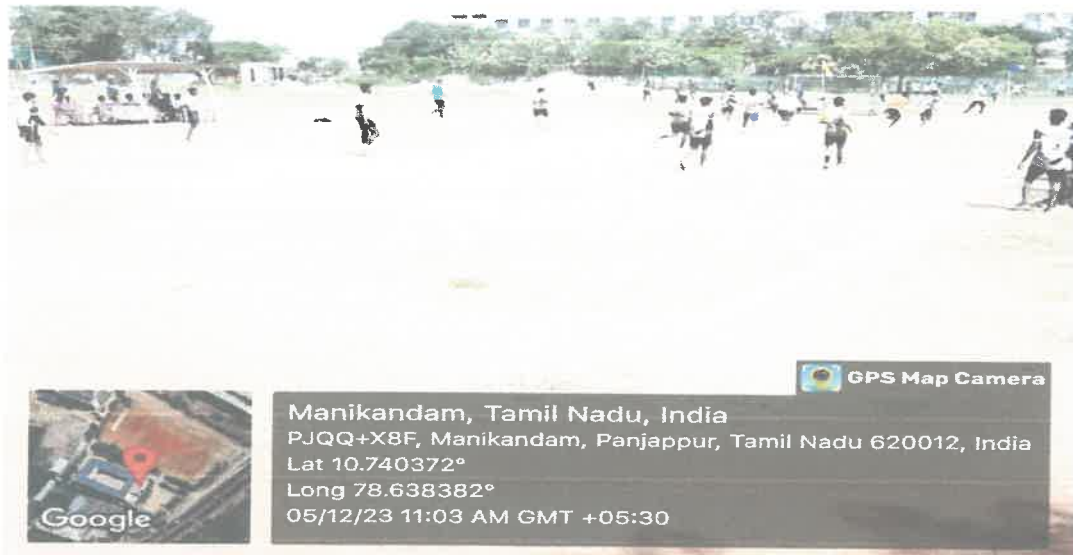 GPS Map Camera
Manikandam, Tamil Nadu, India
PJQQ+X8F, Manikandam, Panjappur, Tamil Nadu 620012, India
Lat 10.740372°
Long 78.638382°
05/12/23 11:03 AM GMT +05:30
Google